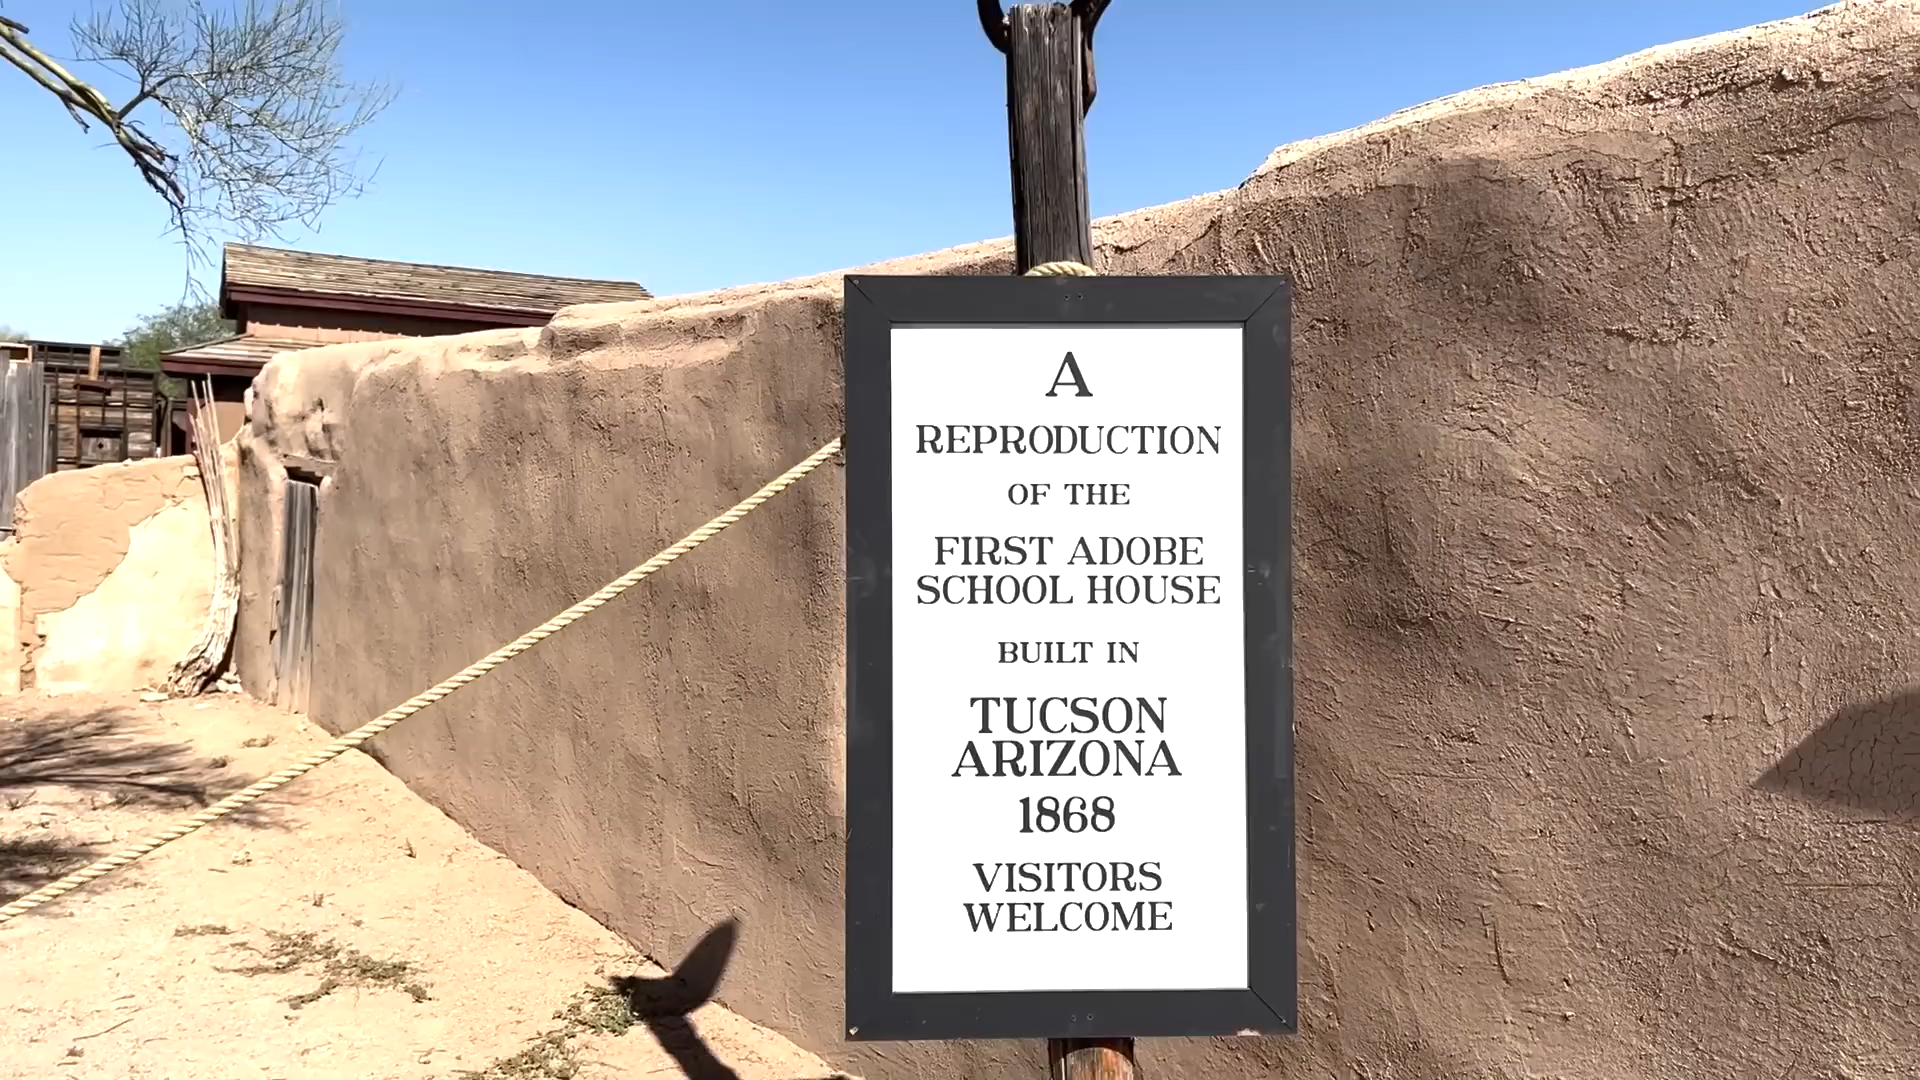 A
REPRODUCTION
OF THE
FIRST ADOBE
SCHOOL HOUSE
BUILT IN
TUCSON
ARIZONA
1868
VISITORS
WELCOME